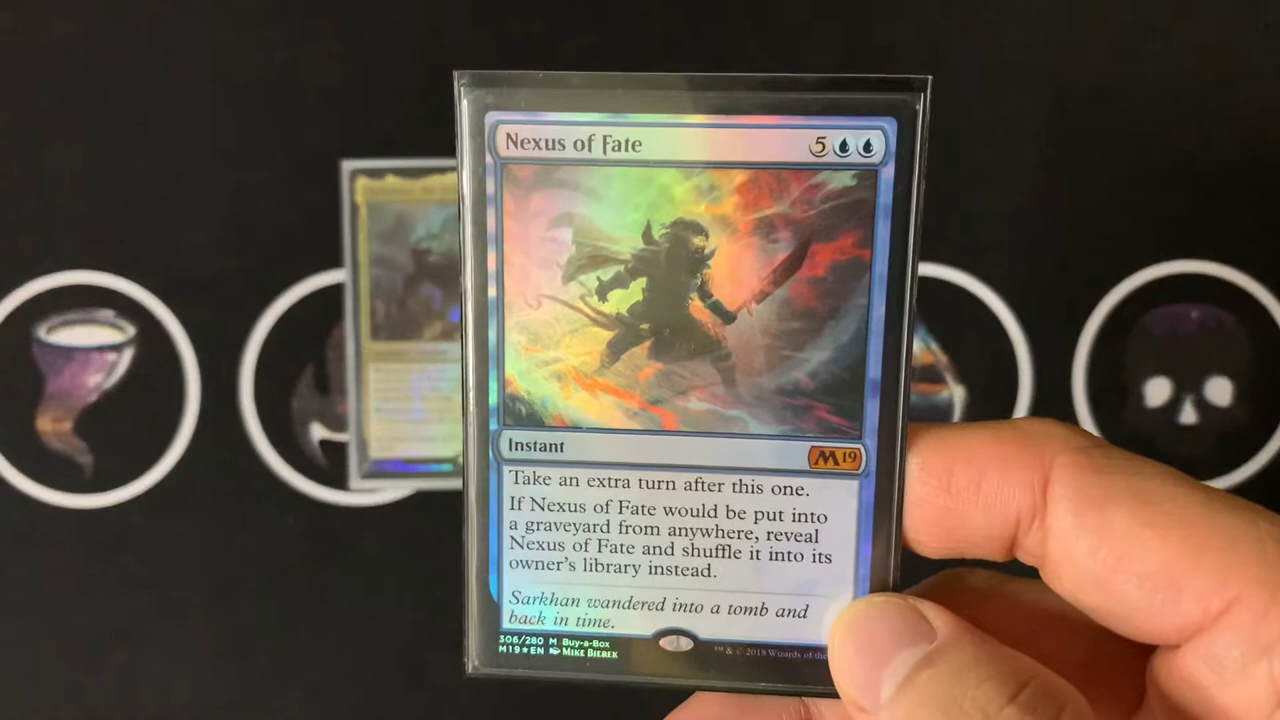 Nexus of Fate 5
Instant
M19
Take an extra turn after this one.
If Nexus of Fate would be put into
a graveyard from anywhere, reveal
Nexus of Fate and shuffle it into its
owner's library instead.
Sarkhan wandered into a tomb and
back in time.
306/280 M Buy-a-Box
M19★EN Mike Bierek
™ & © 2018 Wizards of the